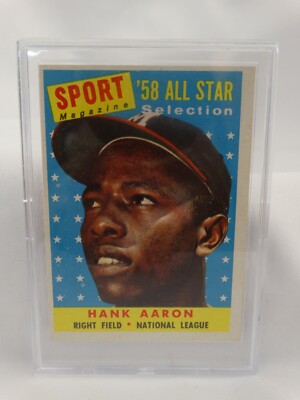 SPORT '58 ALL STAR
Magazine Selection
HANK AARON
RIGHT FIELD • NATIONAL LEAGUE